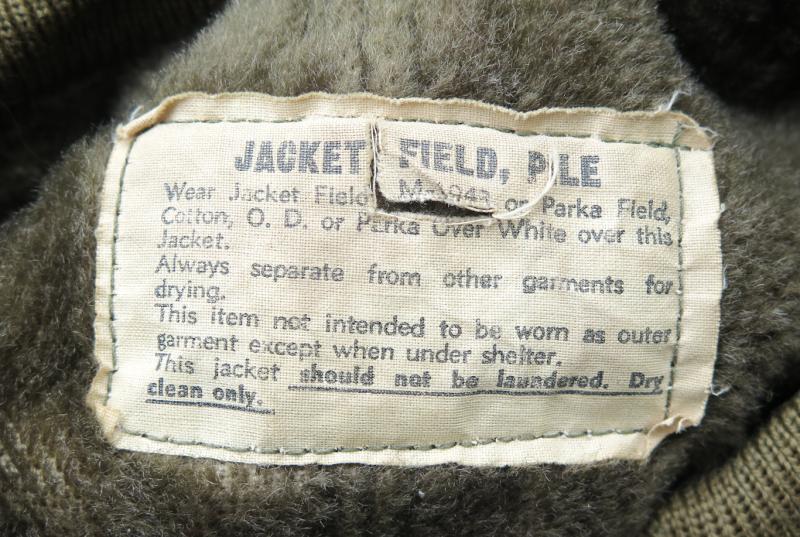 JACKET FIELD, PILE
Wear Jacket Field M-1943 or Parka Field,
Cotton, O. D. or Parka Over White over this
Jacket.
Always separate from other garments for
drying.
This item not intended to be worn as outer
garment except when under shelter.
This jacket should not be laundered. Dry
clean only.